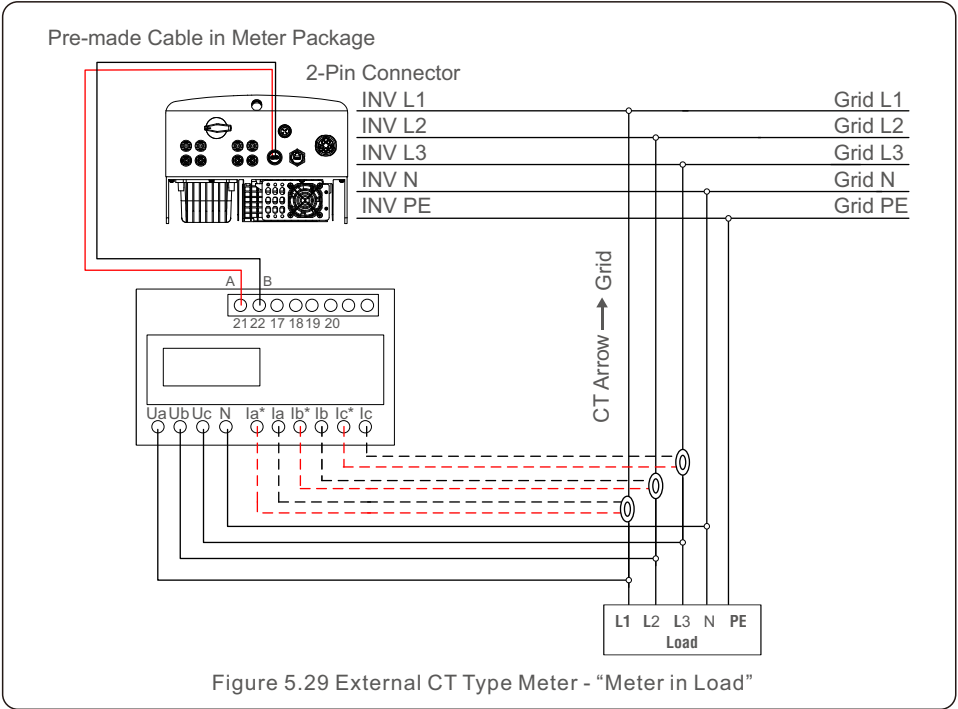 Pre-made Cable in Meter Package
2-Pin Connector
INV L1 Grid L1
INV L2 Grid L2
INV L3 Grid L3
INV N Grid N
INV PE Grid PE
CT Arrow → Grid
A B
21 22 17 18 19 20
Ua Ub Uc N Ia* Ia Ib* Ib Ic* Ic
L1 L2 L3 N PE
Load
Figure 5.29 External CT Type Meter - “Meter in Load”